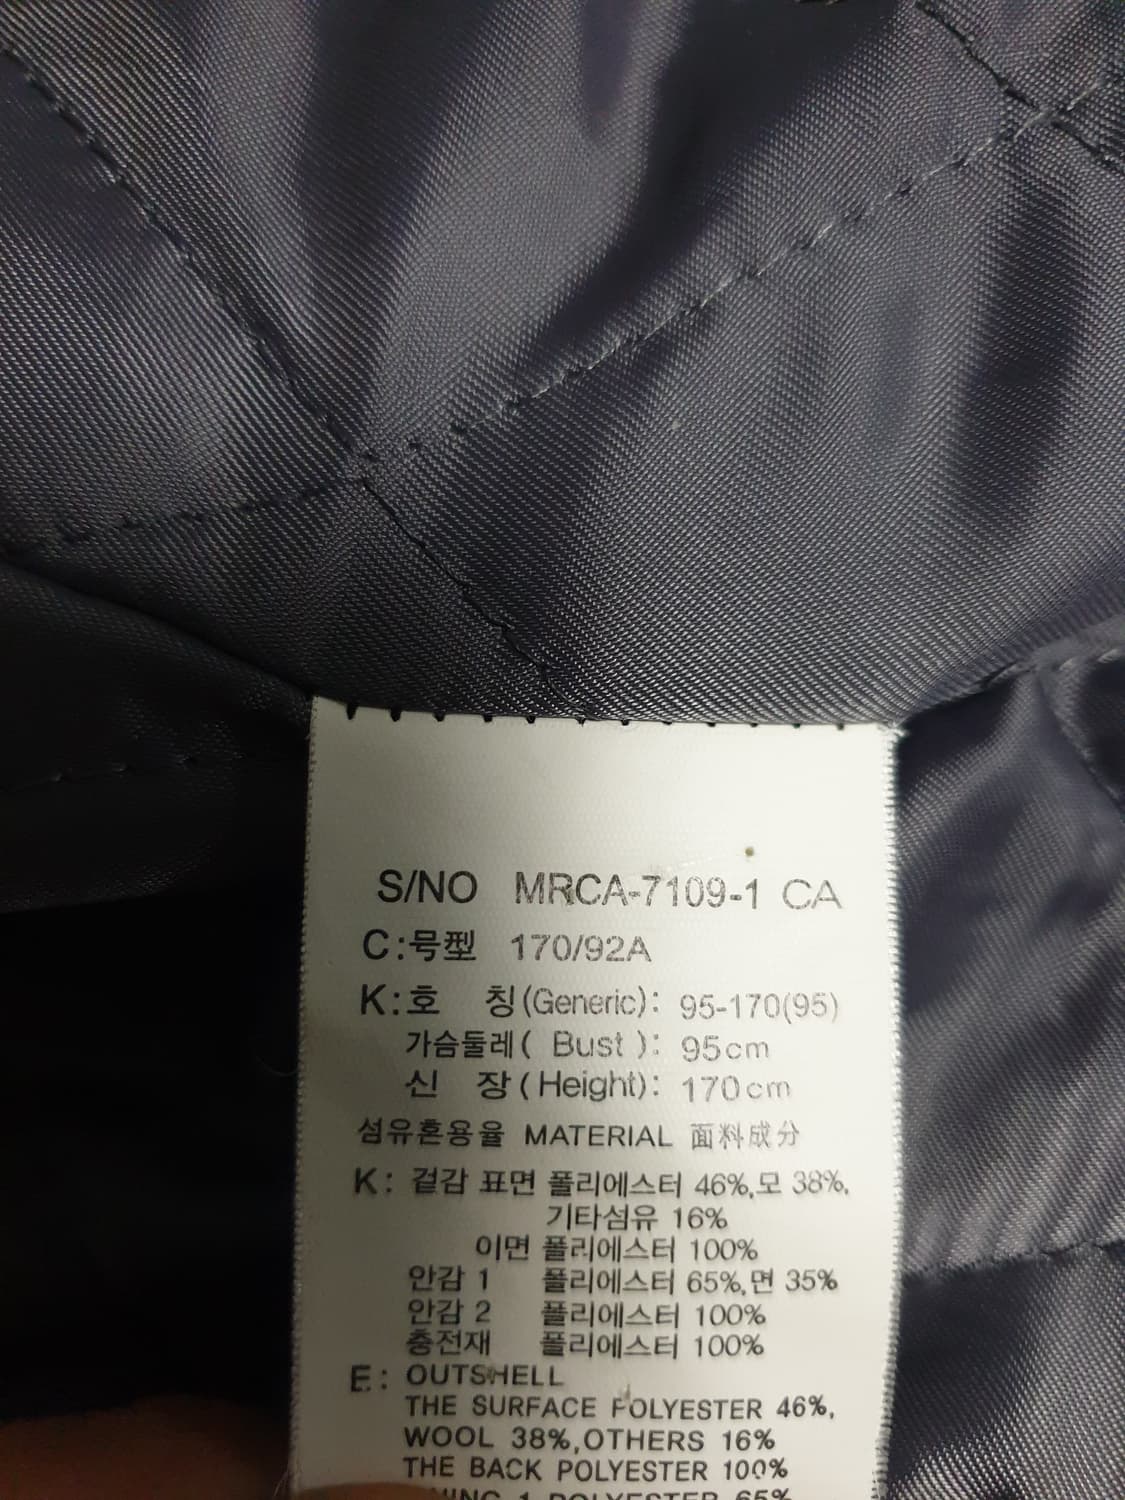 S/NO MRCA-7109-1 CA
C:号型 170/92A
K:호 칭(Generic): 95-170(95)
가슴둘레( Bust ): 95cm
신 장(Height): 170cm
섬유혼용율 MATERIAL 面料成分
K: 겉감 표면 폴리에스터 46%,모 38%,
기타섬유 16%
이면 폴리에스터 100%
안감 1 폴리에스터 65%,면 35%
안감 2 폴리에스터 100%
충전재 폴리에스터 100%
E: OUTSHELL
THE SURFACE POLYESTER 46%,
WOOL 38%,OTHERS 16%
THE BACK POLYESTER 100%
1 POLYESTER 65%